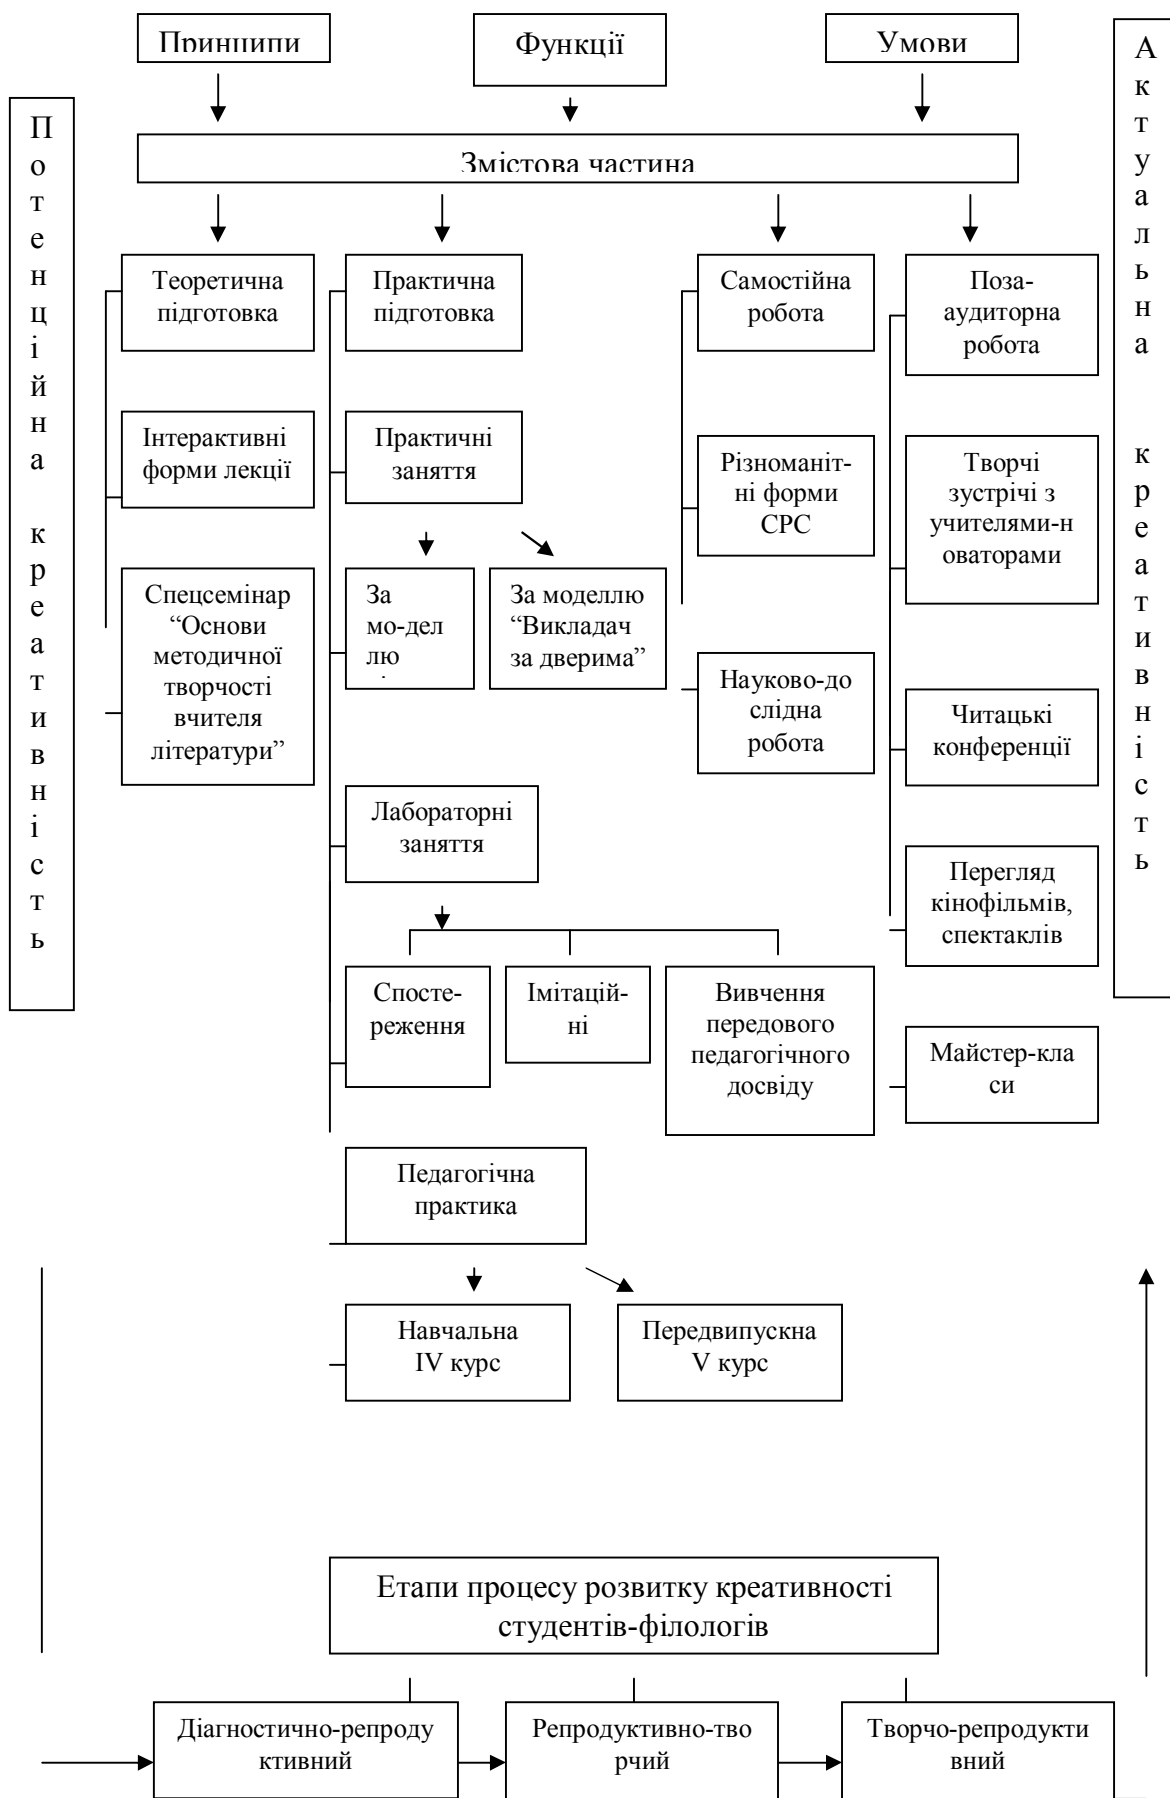 Принципи
Функції
Умови
Змістова частина
Потенційна креативність
Актуальна креативність
Теоретична
підготовка
Практична
підготовка
Самостійна
робота
Поза-
аудиторна
робота
Інтерактивні
форми лекції
Практичні
заняття
Різноманіт-
ні форми
СРС
Творчі
зустрічі з
учителями-н
оваторами
Спецсемінар
“Основи
методичної
творчості
вчителя
літератури”
За
мо-дел
лю
За моделлю
“Викладач
за дверима”
Науково-до
слідна
робота
Читацькі
конференції
Лабораторні
заняття
Перегляд
кінофільмів,
спектаклів
Спосте-
реження
Імітацій-
ні
Вивчення
передового
педагогічного
досвіду
Майстер-кла
си
Педагогічна
практика
Навчальна
IV курс
Передвипускна
V курс
Етапи процесу розвитку креативності
студентів-філологів
Діагностично-репроду
ктивний
Репродуктивно-тво
рчий
Творчо-репродукти
вний